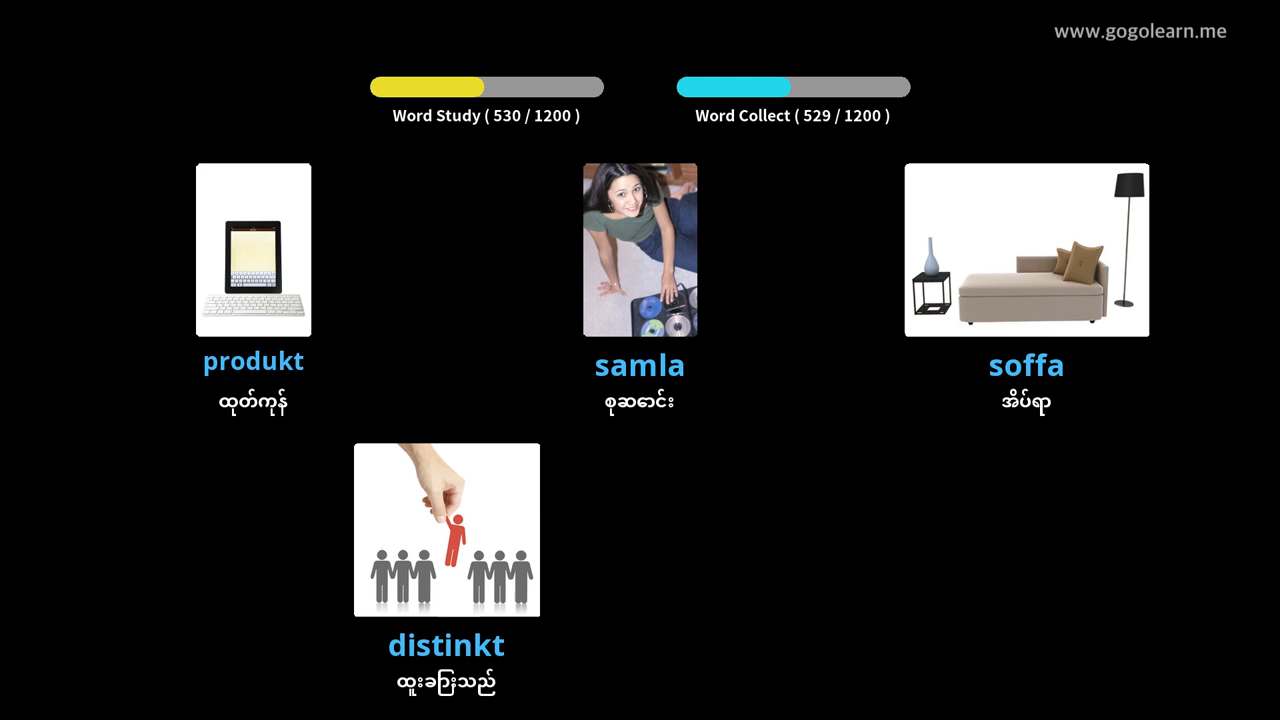 www.gogolearn.me
Word Study ( 530 / 1200 )
Word Collect ( 529 / 1200 )
produkt
samla
soffa
ထုတ်ကုန်
စုဆောင်း
အိပ်ရာ
distinkt
ထူးခြားသည်